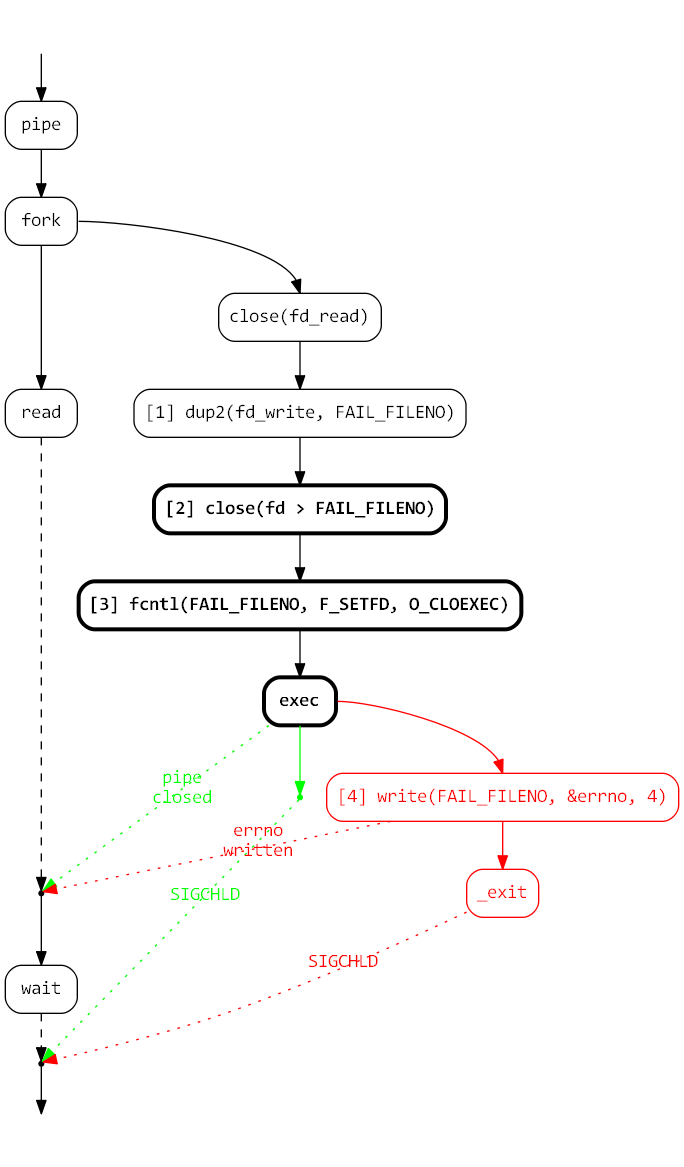 pipe
fork
close(fd_read)
read
[1] dup2(fd_write, FAIL_FILENO)
[2] close(fd > FAIL_FILENO)
[3] fcntl(FAIL_FILENO, F_SETFD, O_CLOEXEC)
exec
pipe
closed
[4] write(FAIL_FILENO, &errno, 4)
errno
written
SIGCHLD
_exit
SIGCHLD
wait